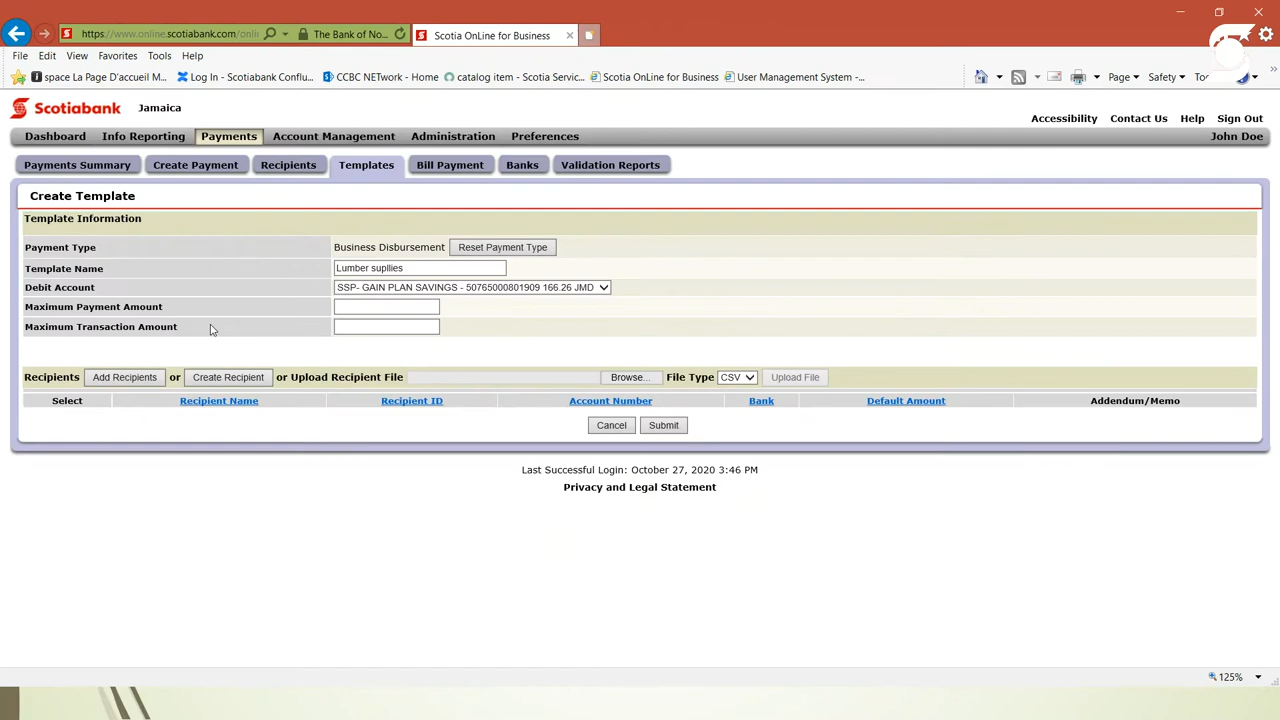 https://www.online.scotiabank.com/onli
The Bank of No...
Scotia OnLine for Business
File Edit View Favorites Tools Help
space La Page D'accueil M... Log In - Scotiabank Conflu... CCBC NETwork - Home catalog item - Scotia Servic... Scotia OnLine for Business User Management System -... Page Safety
Scotiabank Jamaica
Accessibility Contact Us Help Sign Out
Dashboard Info Reporting Payments Account Management Administration Preferences John Doe
Payments Summary Create Payment Recipients Templates Bill Payment Banks Validation Reports
Create Template
Template Information
Payment Type Business Disbursement Reset Payment Type
Template Name Lumber supllies
Debit Account SSP- GAIN PLAN SAVINGS - 50765000801909 166.26 JMD
Maximum Payment Amount
Maximum Transaction Amount
Recipients Add Recipients or Create Recipient or Upload Recipient File Browse... File Type CSV Upload File
Select Recipient Name Recipient ID Account Number Bank Default Amount Addendum/Memo
Cancel Submit
Last Successful Login: October 27, 2020 3:46 PM
Privacy and Legal Statement
125%